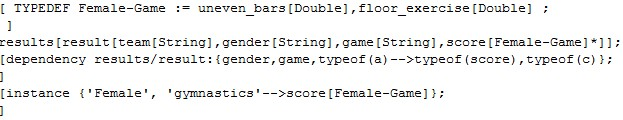 [ TYPEDEF Female-Game := uneven_bars[Double],floor_exercise[Double] ;
]
results[result[team[String],gender[String],game[String],score[Female-Game]*]];
[dependency results/result:{gender,game,typeof(a)-->typeof(score),typeof(c)};
]
[instance {'Female', 'gymnastics'-->score[Female-Game]};
]